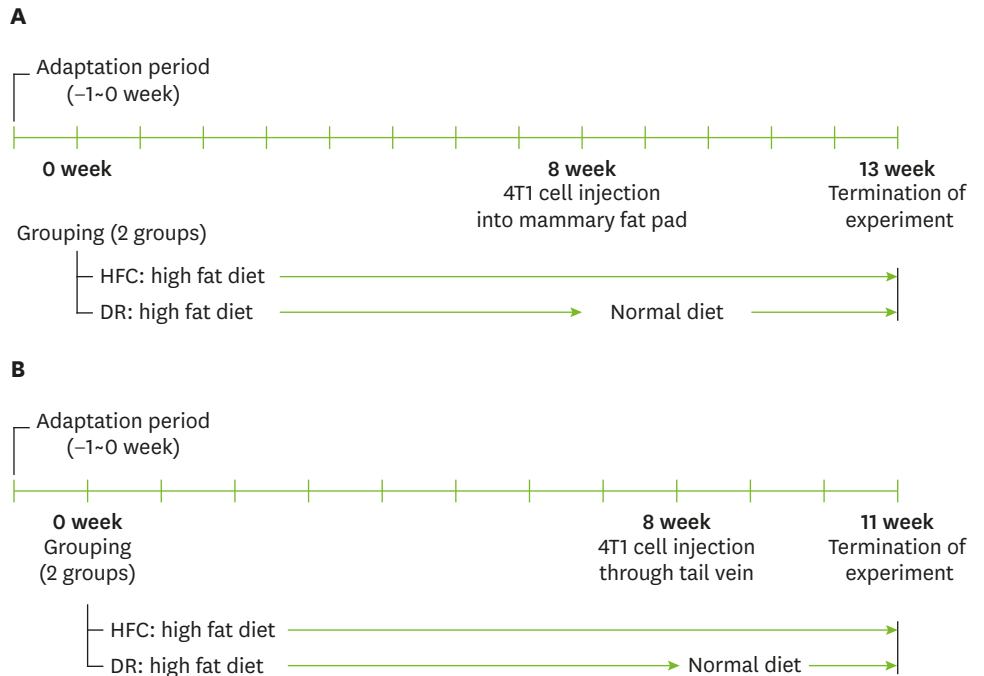 A
Adaptation period
(–1~0 week)
0 week
8 week
13 week
4T1 cell injection
into mammary fat pad
Termination of
experiment
Grouping (2 groups)
HFC: high fat diet
DR: high fat diet
Normal diet
B
Adaptation period
(–1~0 week)
0 week
8 week
11 week
Grouping
(2 groups)
4T1 cell injection
through tail vein
Termination of
experiment
HFC: high fat diet
DR: high fat diet
Normal diet